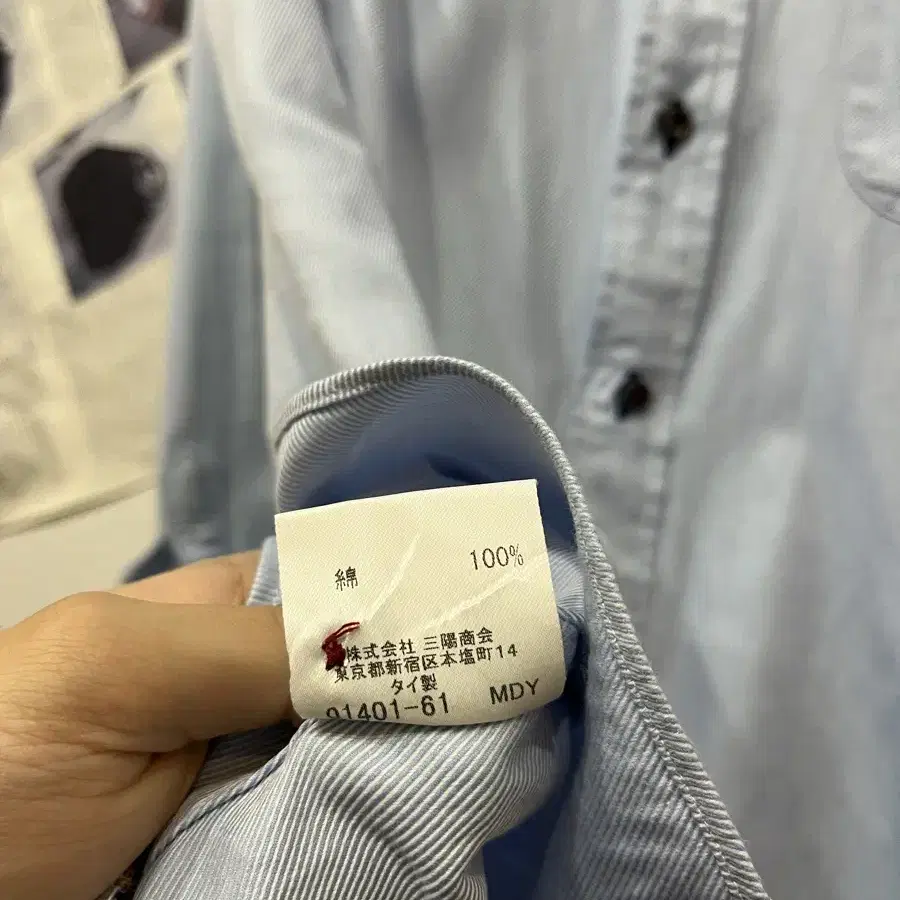 綿 100%
株式会社 三陽商会
東京都新宿区本塩町14
タイ製
91401-61 MDY